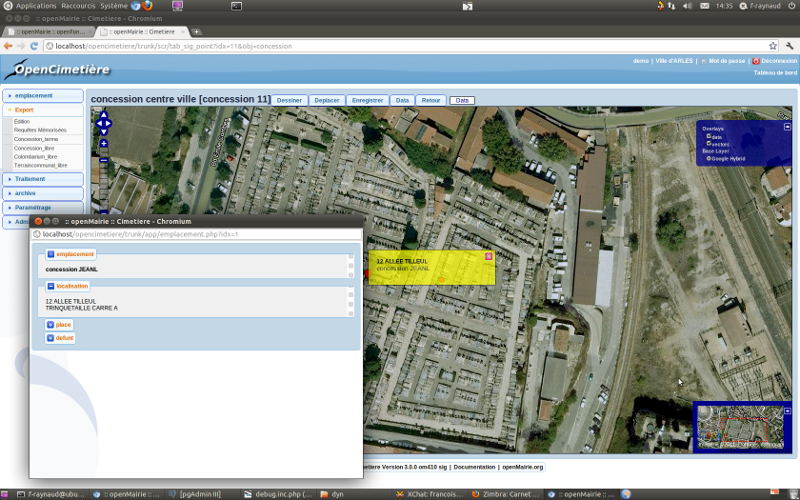 Applications Raccourcis Système
14:35 f-raynaud
:: openMairie :: Cimetiere - Chromium
:: openMairie :: Cimetiere
localhost/opencimetiere/trunk/scr/tab_sig_point?idx=11&obj=concession
OpenCimetière
demo | Ville d'ARLES | Mot de passe | Déconnexion
Tableau de bord
emplacement
Export
Edition
Requêtes Mémorisées
Concession_terme
Concession_libre
Colombarium_libre
Terraincommunal_libre
Traitement
archive
Paramétrage
concession centre ville [concession 11]
Dessiner Deplacer Enregistrer Data Retour Data
Overlays
data
vectors
Base Layer
Google Hybrid
:: openMairie :: Cimetiere - Chromium
localhost/opencimetiere/trunk/app/emplacement.php?idx=1
emplacement
concession JEANL
localisation
12 ALLEE TILLEUL
TRINQUETAILLE CARRE A
place
defunt
12 ALLEE TILLEUL
concession JEANL
Version 3.0.0 om410 sig | Documentation | openMairie.org
f-raynaud@ubu...
:: openMairie :: ...
[pgAdmin III]
debug.inc.php (...
dyn
XChat: francois...
Zimbra: Carnet ...
:: openMairie :: ...